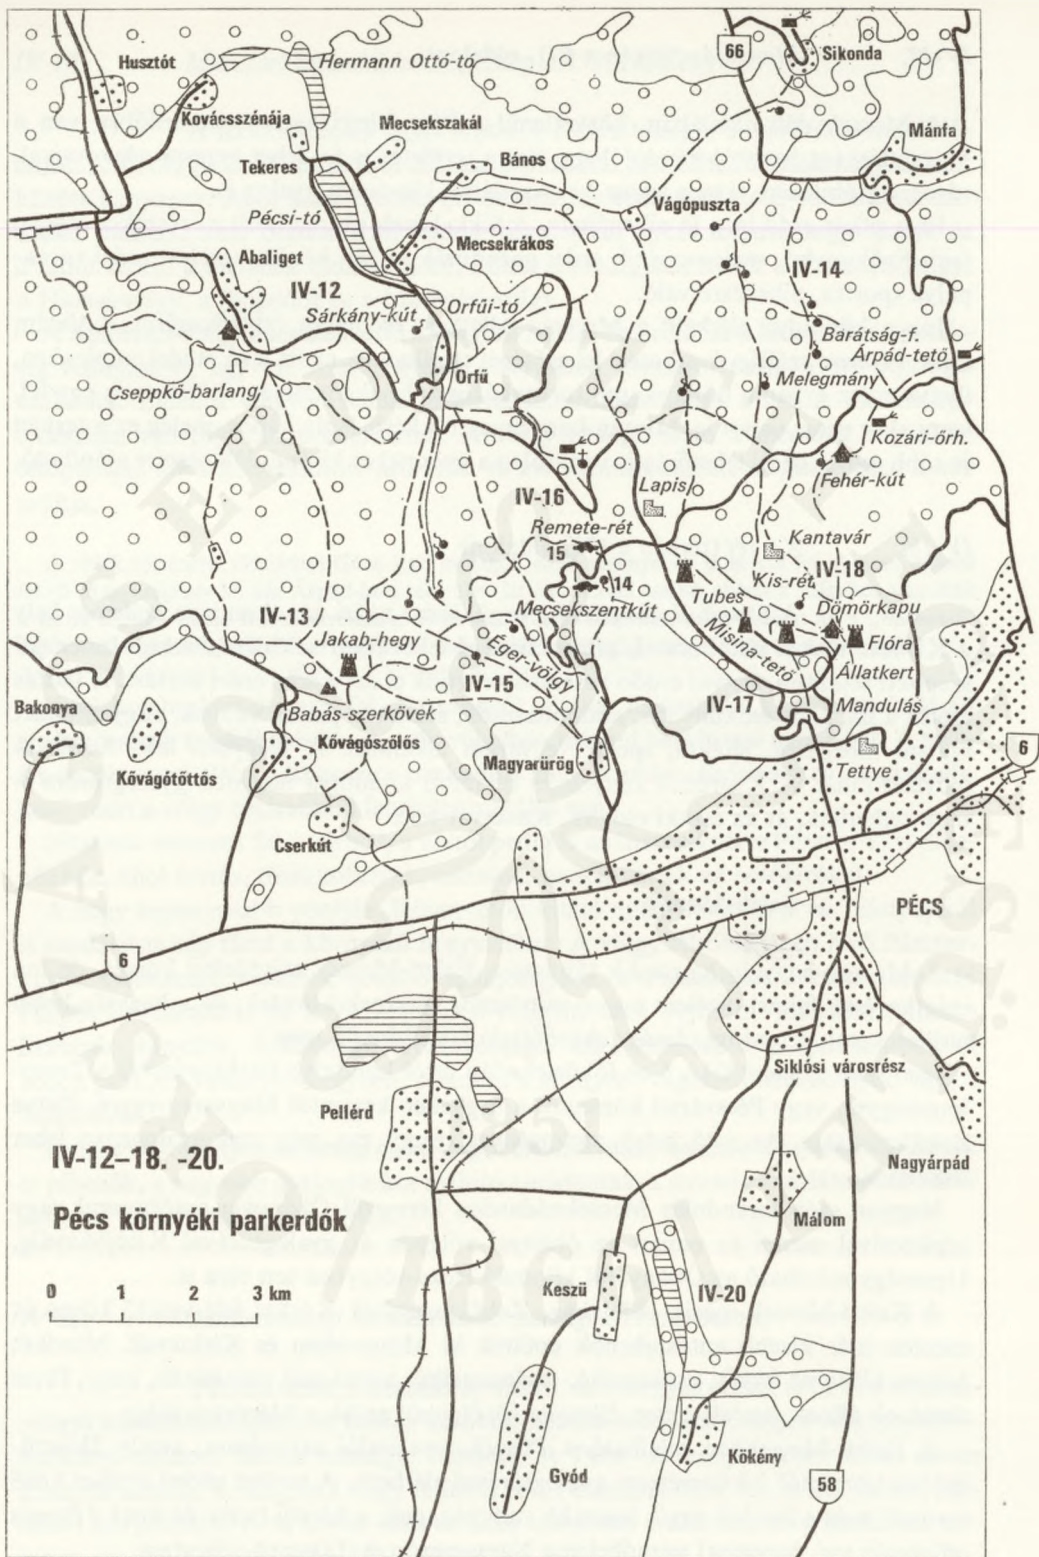 66
Sikonda
Husztót
Hermann Ottó-tó
Kovácsszénája
Mecsekszakál
Mánfa
Tekeres
Bános
Vágópuszta
Pécsi-tó
Mecsekrákos
Abaliget
IV-12
IV-14
Sárkány-kút
Orfűi-tó
Barátság-f.
Árpád-tető
Orfű
Melegmány
Cseppkő-barlang
Kozári-örh.
Lapis
Fehér-kút
IV-16
Remete-rét
15
Kantavár
IV-18
14
Kis-rét
Tubes
Mecsekszentkút
Dömörkapu
IV-13
Jakab-hegy
Misina-tető
Flóra
Éger-völgy
Állatkert
IV-15
IV-17
Mandulás
Bakonya
Babás-szerkövek
Kővágószőlős
Magyarürög
6
Kővágótöttős
Tettye
Cserkút
PÉCS
6
Siklósi városrész
Pellérd
Nagyárpád
IV-12–18. -20.
Málom
Pécs környéki parkerdők
0 1 2 3 km
Keszü
IV-20
Gyód
Kökény
58